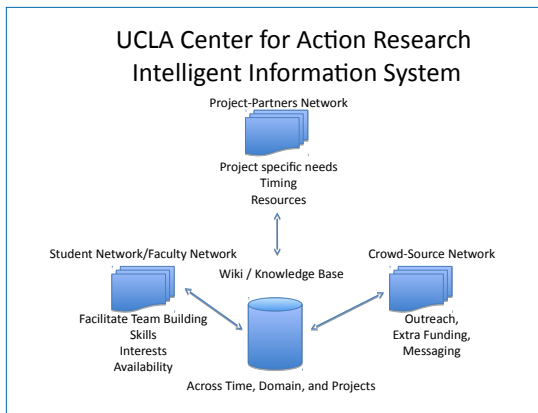 UCLA Center for Action Research
Intelligent Information System
Project-Partners Network
Project specific needs
Timing
Resources
Student Network/Faculty Network
Facilitate Team Building
Skills
Interests
Availability
Wiki / Knowledge Base
Across Time, Domain, and Projects
Crowd-Source Network
Outreach,
Extra Funding,
Messaging